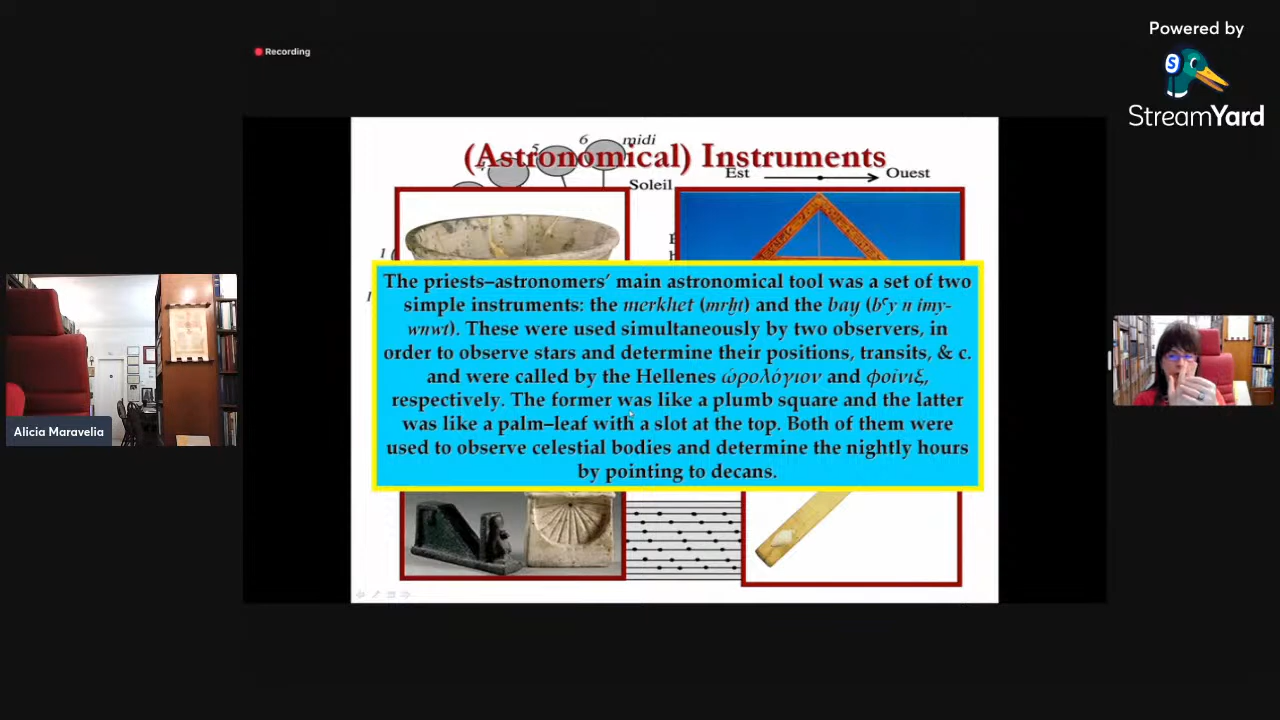 Powered by
StreamYard
Recording
6 midi
5
(Astronomical) Instruments
Est
Ouest
Soleil
1 (
1
The priests–astronomers’ main astronomical tool was a set of two
simple instruments: the merkhet (mrḫt) and the bay (bˁy n imy-
wnwt). These were used simultaneously by two observers, in
order to observe stars and determine their positions, transits, & c.
and were called by the Hellenes ὡρολόγιον and φοῖνιξ,
respectively. The former was like a plumb square and the latter
was like a palm–leaf with a slot at the top. Both of them were
used to observe celestial bodies and determine the nightly hours
by pointing to decans.
Alicia Maravelia